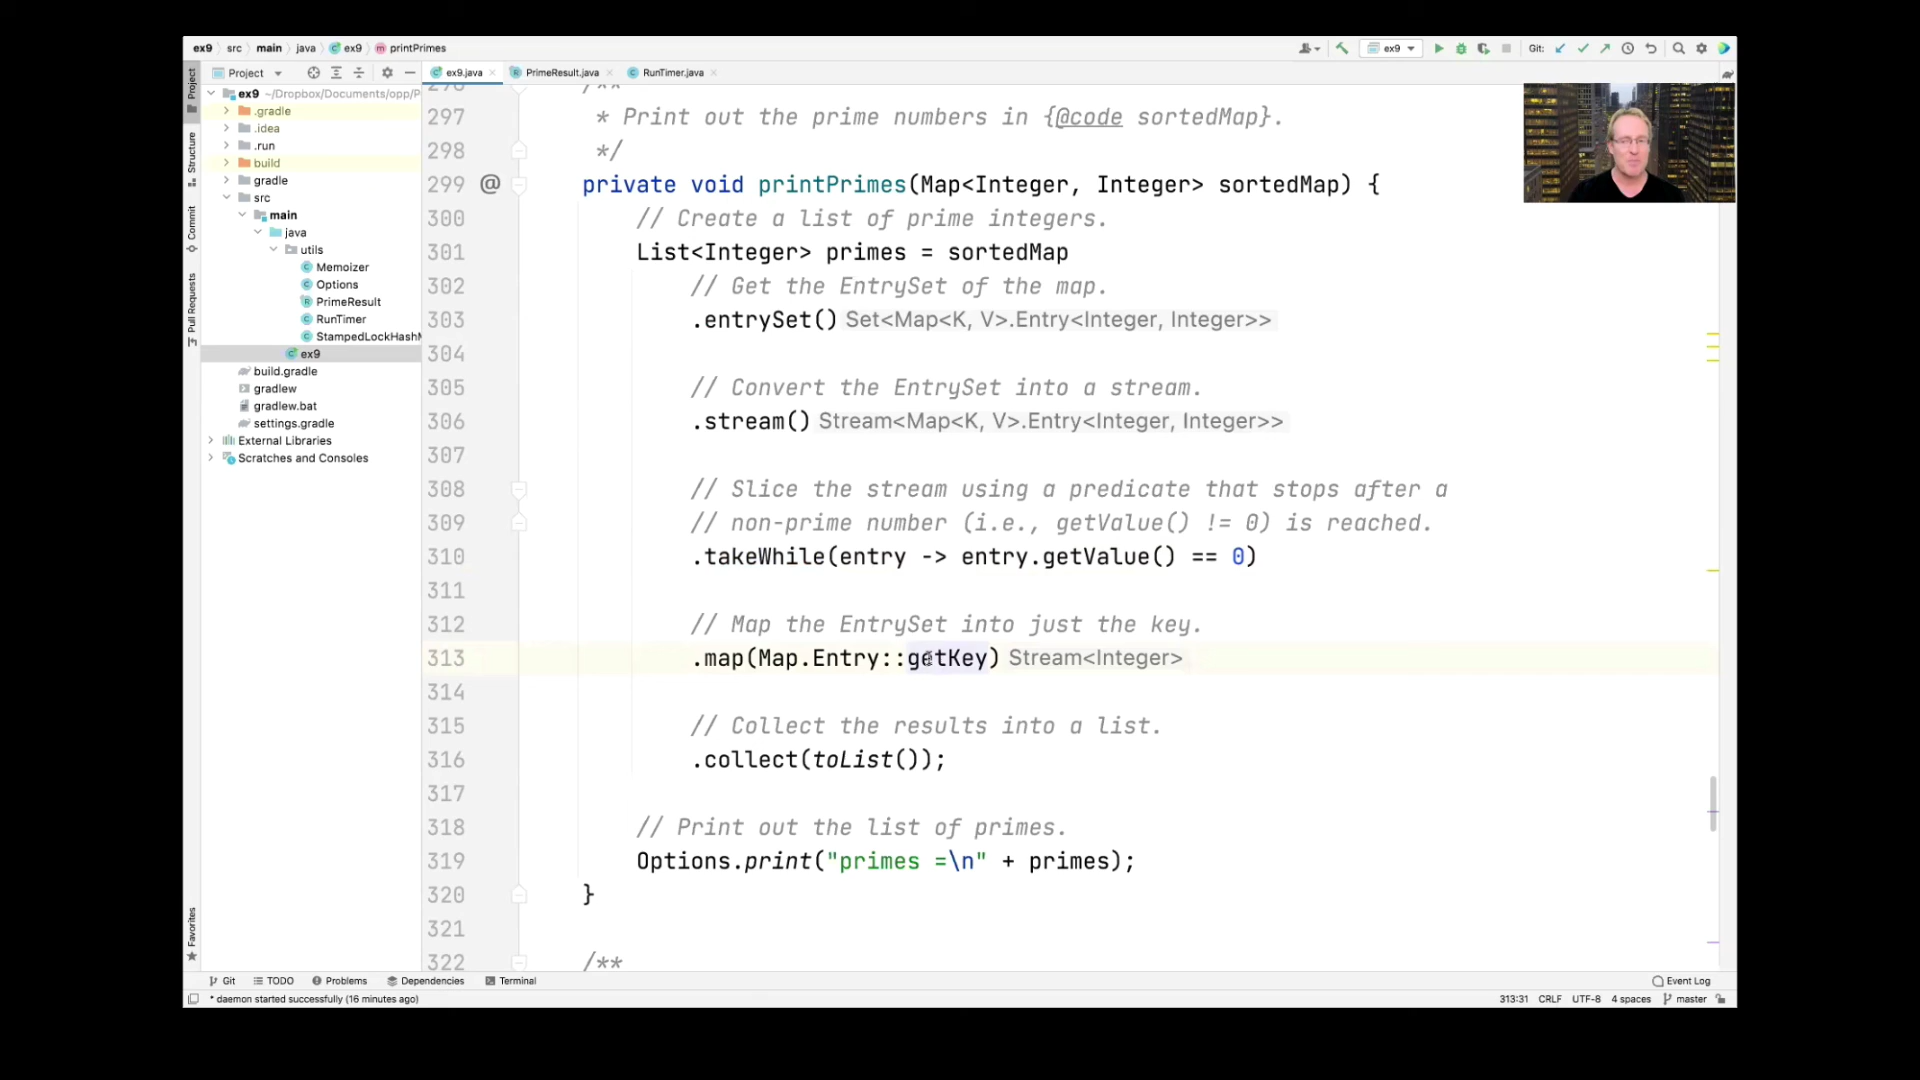 ex9 src main java ex9 printPrimes
ex9
Git:
Project
ex9.java
PrimeResult.java
RunTimer.java
ex9 ~/Dropbox/Documents/opp/P
.gradle
.idea
.run
build
gradle
src
main
java
utils
Memoizer
Options
PrimeResult
RunTimer
StampedLockHashM
ex9
build.gradle
gradlew
gradlew.bat
settings.gradle
External Libraries
Scratches and Consoles
Project
Structure
Commit
Pull Requests
Favorites
296 /**
297 * Print out the prime numbers in {@code sortedMap}.
298 */
299 @ private void printPrimes(Map<Integer, Integer> sortedMap) {
300 // Create a list of prime integers.
301 List<Integer> primes = sortedMap
302 // Get the EntrySet of the map.
303 .entrySet() Set<Map<K, V>.Entry<Integer, Integer>>
304
305 // Convert the EntrySet into a stream.
306 .stream() Stream<Map<K, V>.Entry<Integer, Integer>>
307
308 // Slice the stream using a predicate that stops after a
309 // non-prime number (i.e., getValue() != 0) is reached.
310 .takeWhile(entry -> entry.getValue() == 0)
311
312 // Map the EntrySet into just the key.
313 .map(Map.Entry::getKey) Stream<Integer>
314
315 // Collect the results into a list.
316 .collect(toList());
317
318 // Print out the list of primes.
319 Options.print("primes =\n" + primes);
320 }
321
322 /**
Git TODO Problems Dependencies Terminal
Event Log
* daemon started successfully (16 minutes ago)
313:31 CRLF UTF-8 4 spaces master